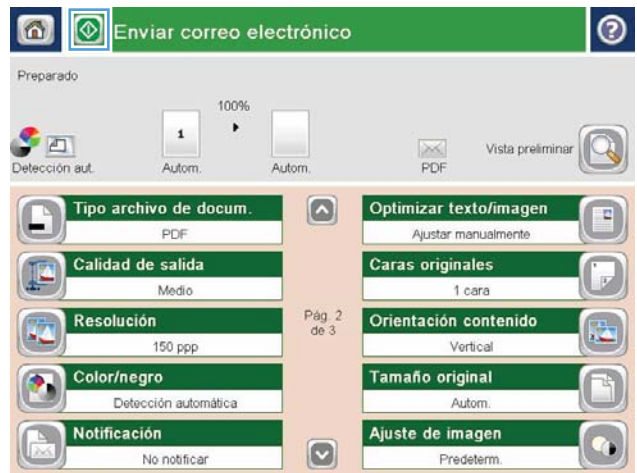 Enviar correo electrónico
?
Preparado
100%
1
Vista preliminar
Detección aut.
Autom.
Autom.
PDF
Tipo archivo de docum.
PDF
Calidad de salida
Medio
Resolución
150 ppp
Color/negro
Detección automática
Notificación
No notificar
Pág. 2
de 3
Optimizar texto/imagen
Ajustar manualmente
Caras originales
1 cara
Orientación contenido
Vertical
Tamaño original
Autom.
Ajuste de imagen
Predeterm.